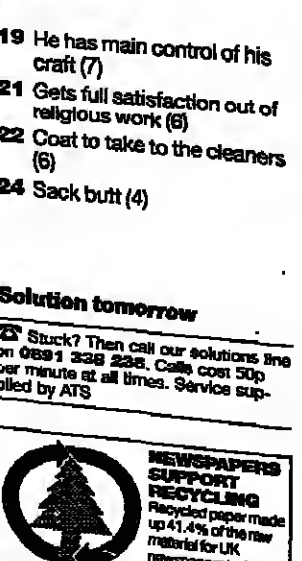 19 He has main control of his
craft (7)
21 Gets full satisfaction out of
religious work (6)
22 Coat to take to the cleaners
(6)
24 Sack butt (4)
Solution tomorrow
☎ Stuck? Then call our solutions line
on 0891 338 238. Calls cost 50p
per minute at all times. Service sup-
plied by ATS
NEWSPAPERS
SUPPORT
RECYCLING
Recycled paper made
up 41.4% of the raw
material for UK